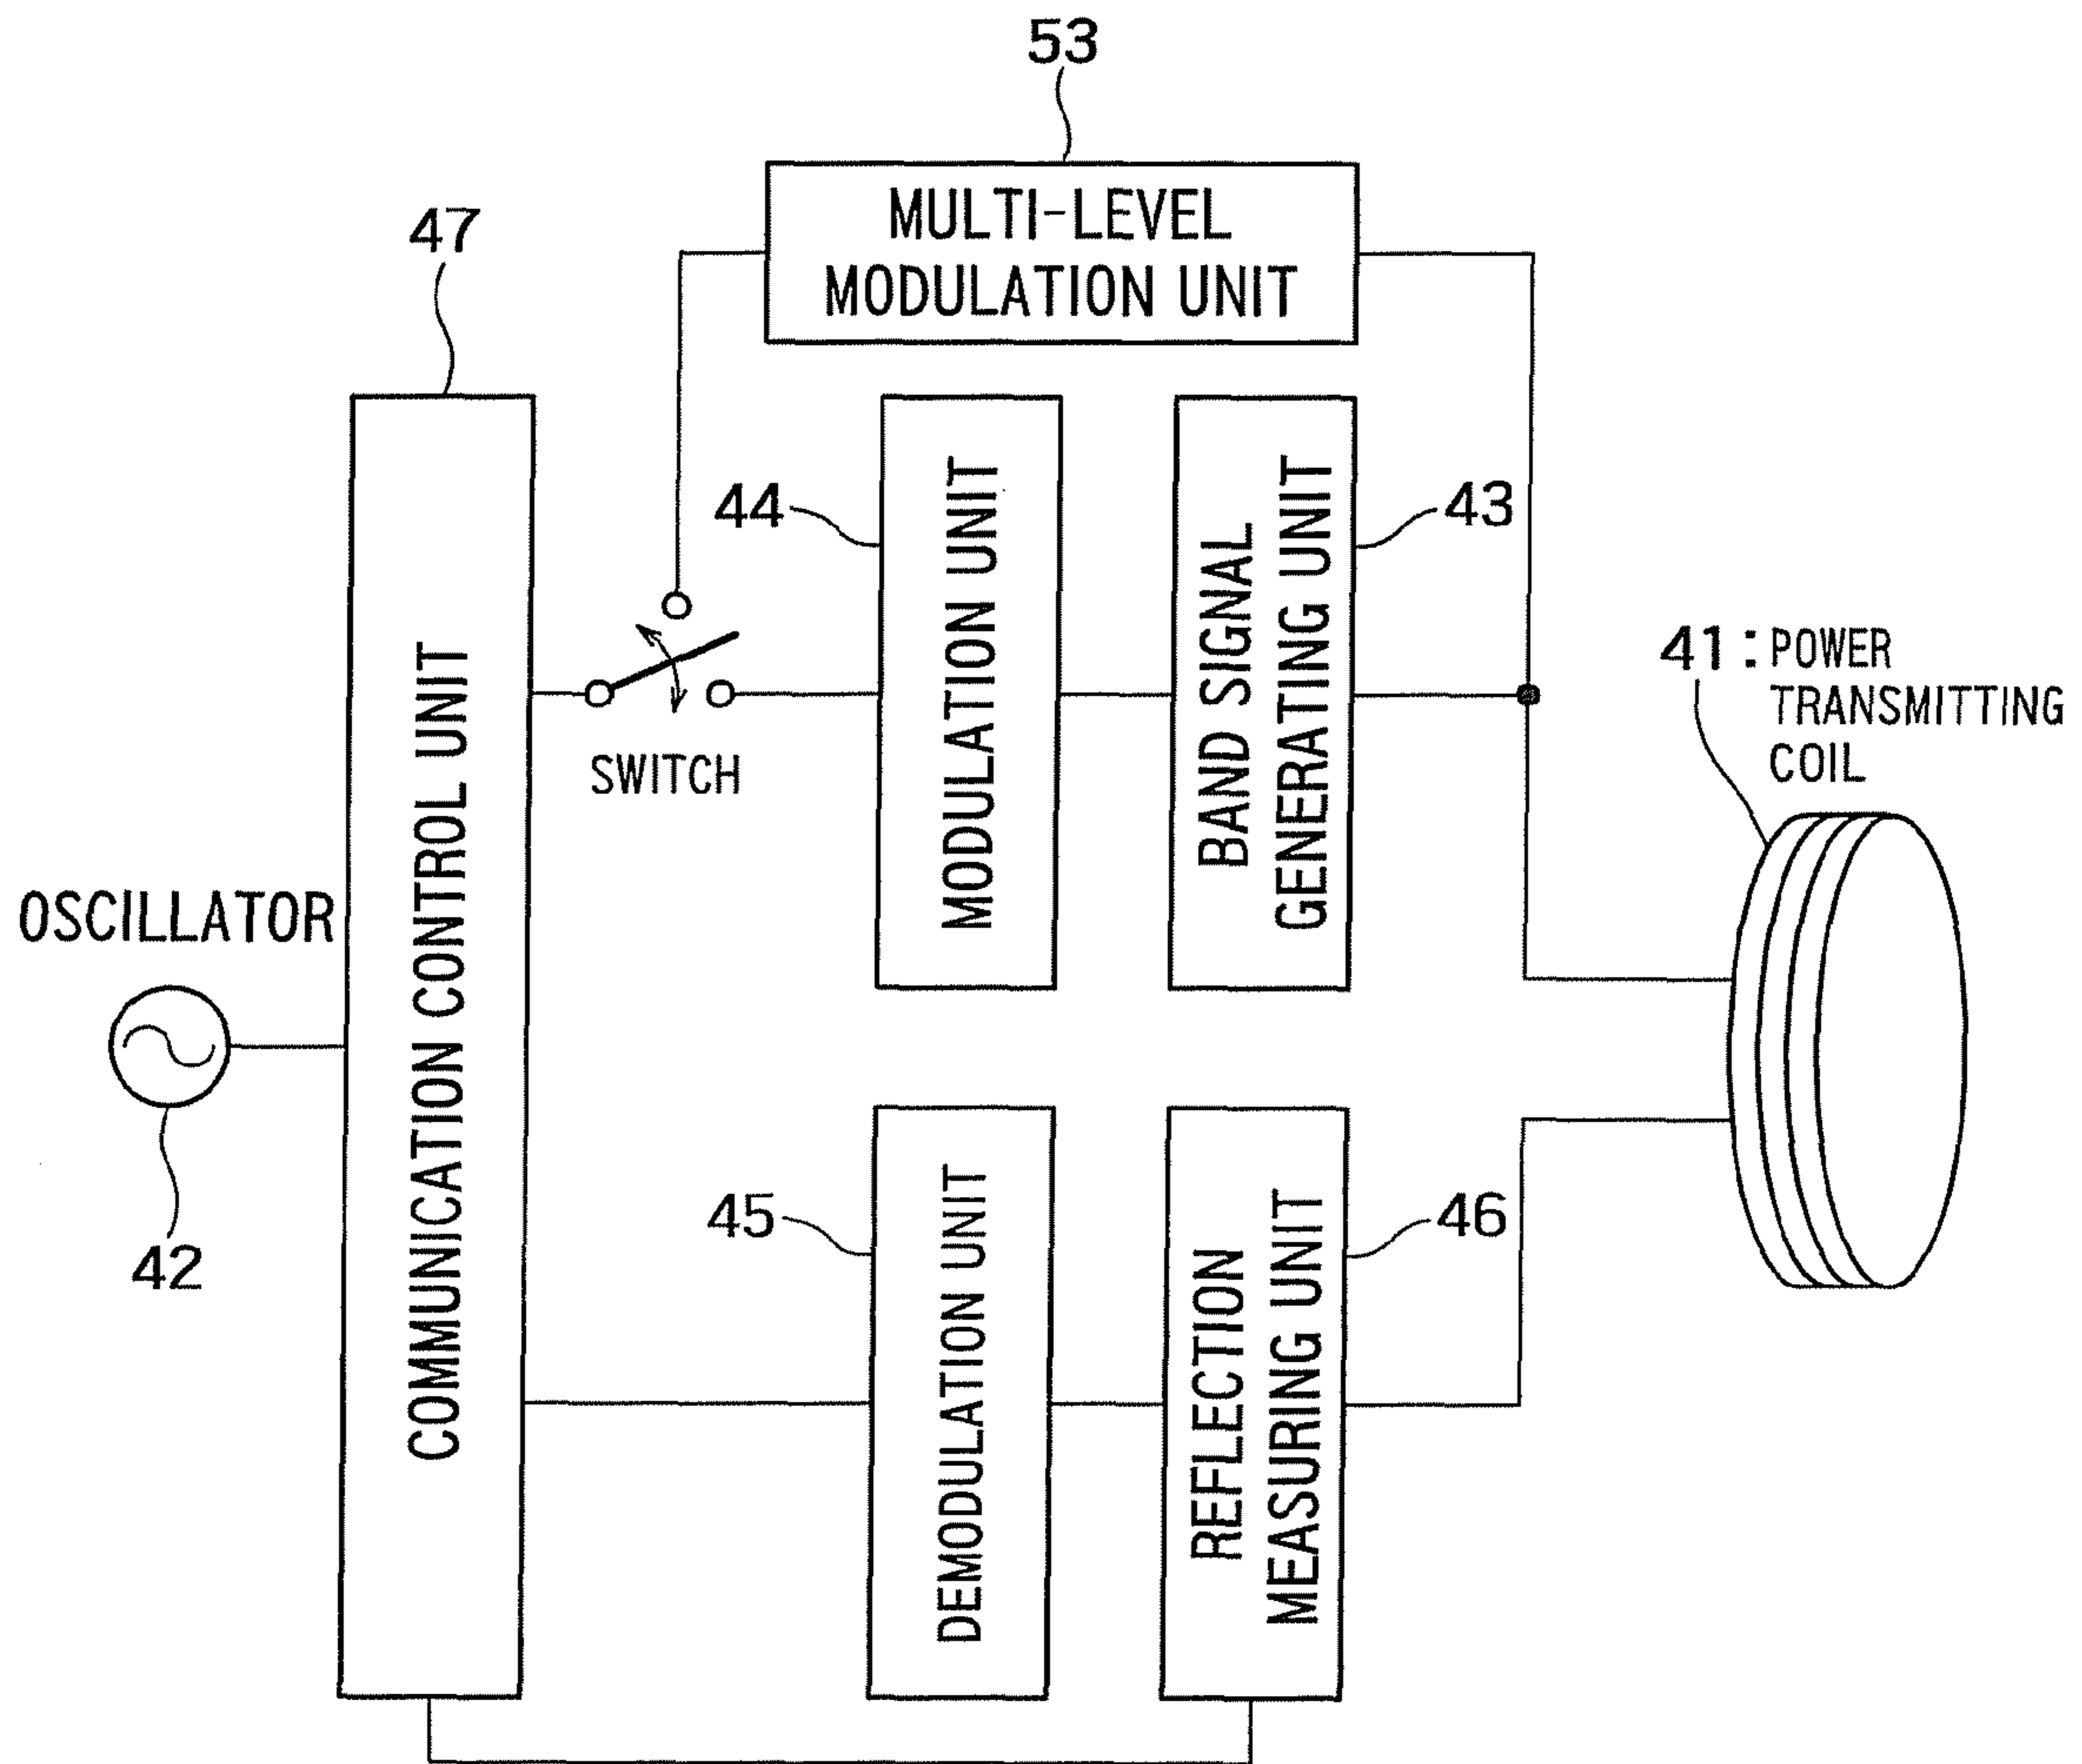 53
MULTI-LEVEL
MODULATION UNIT
47
COMMUNICATION CONTROL UNIT
44
MODULATION UNIT
BAND SIGNAL
GENERATING UNIT
43
SWITCH
41: POWER
TRANSMITTING
COIL
OSCILLATOR
42
45
DEMODULATION UNIT
REFLECTION
MEASURING UNIT
46